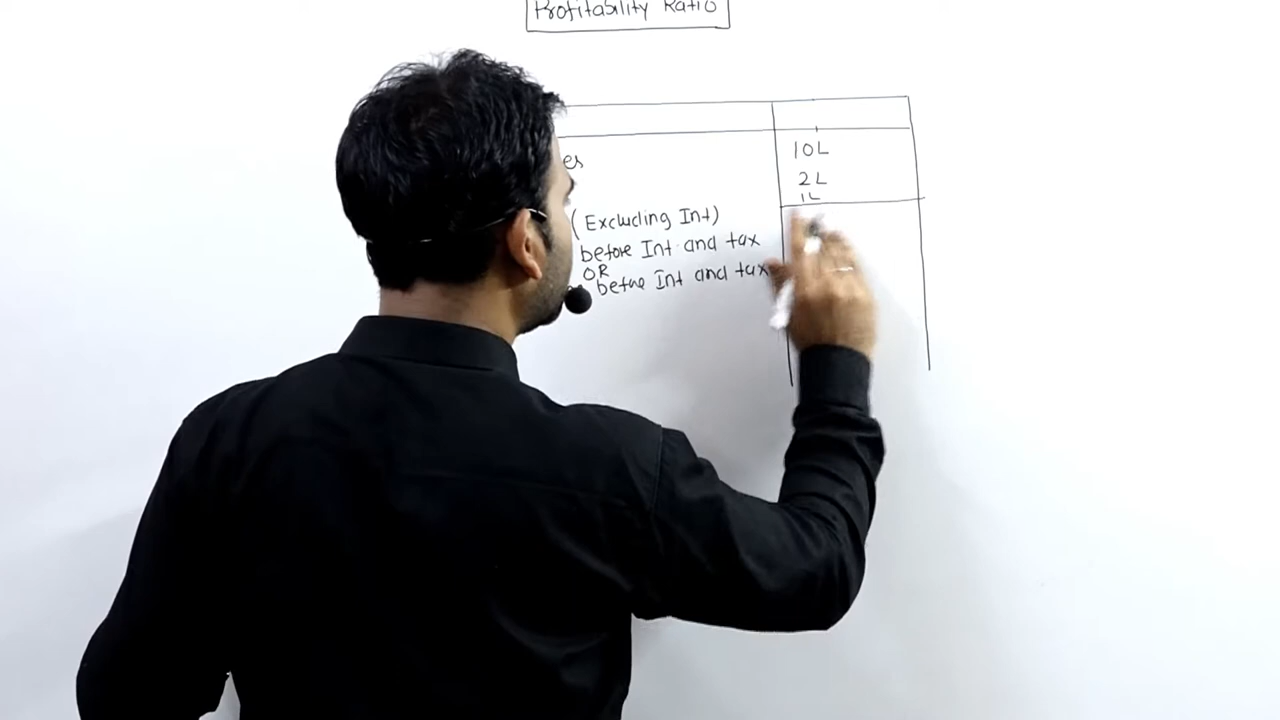 Profitability Ratio
es 10L
2L
1L
(Excluding Int)
before Int and tax
OR
before Int and tax